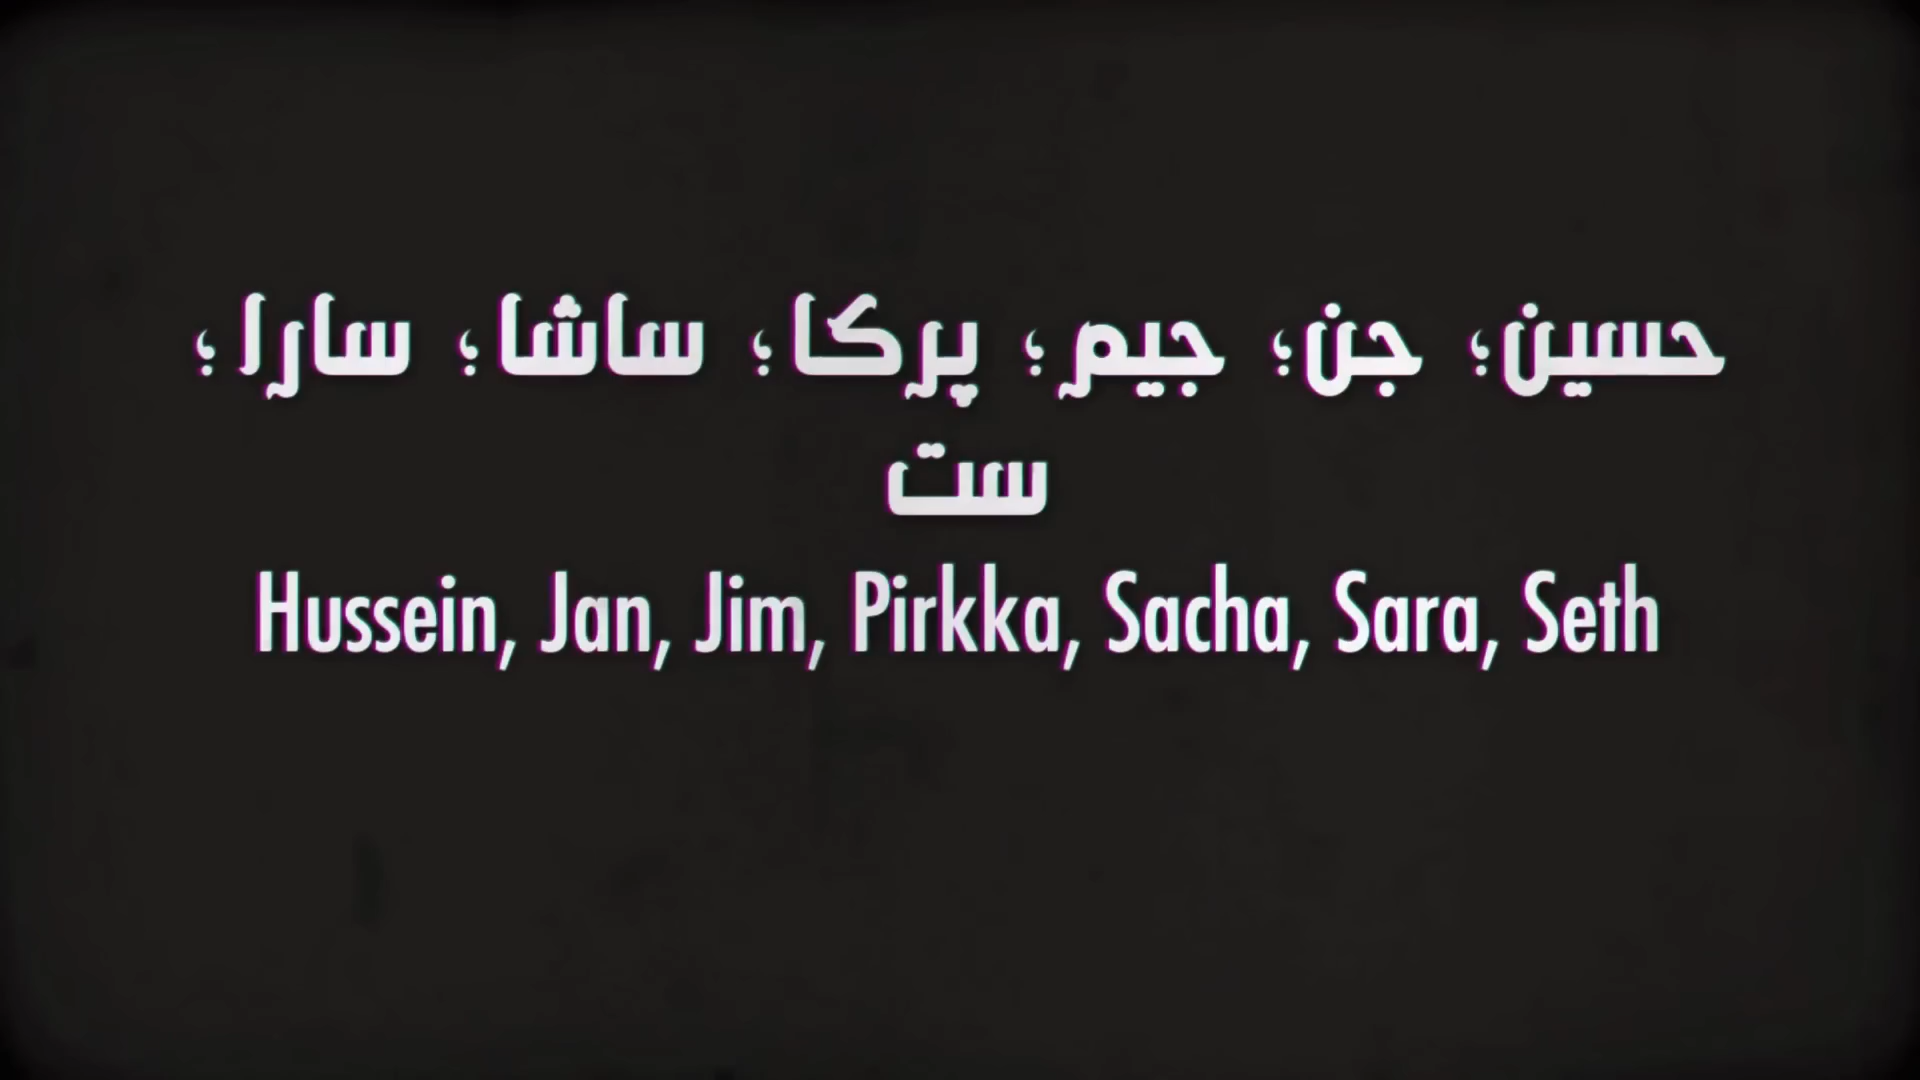 حسین؛ جن؛ جیم؛ پرکا؛ ساشا؛ سارا؛
ست
Hussein, Jan, Jim, Pirkka, Sacha, Sara, Seth